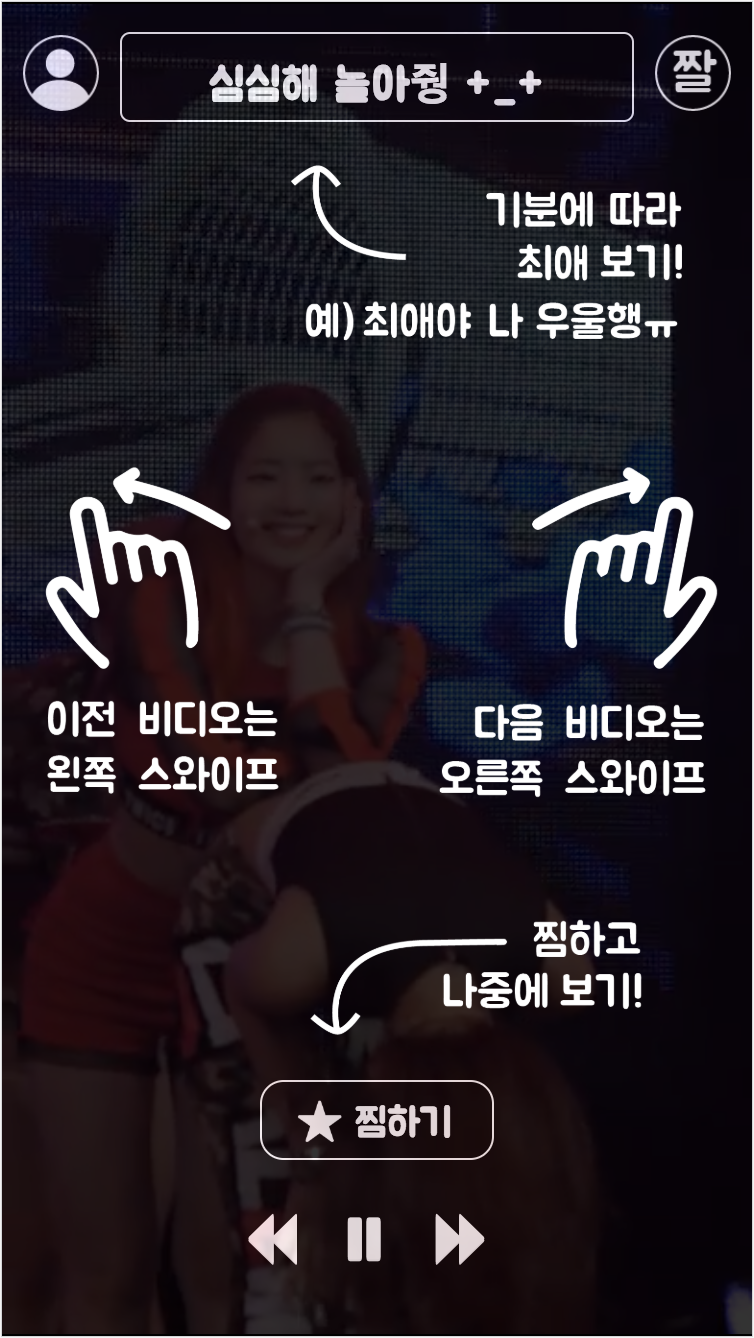 심심해 놀아줭 +_+
짤
기분에 따라
최애 보기!
예) 최애야 나 우울행ㅠ
이전 비디오는
왼쪽 스와이프
다음 비디오는
오른쪽 스와이프
찜하고
나중에 보기!
★ 찜하기